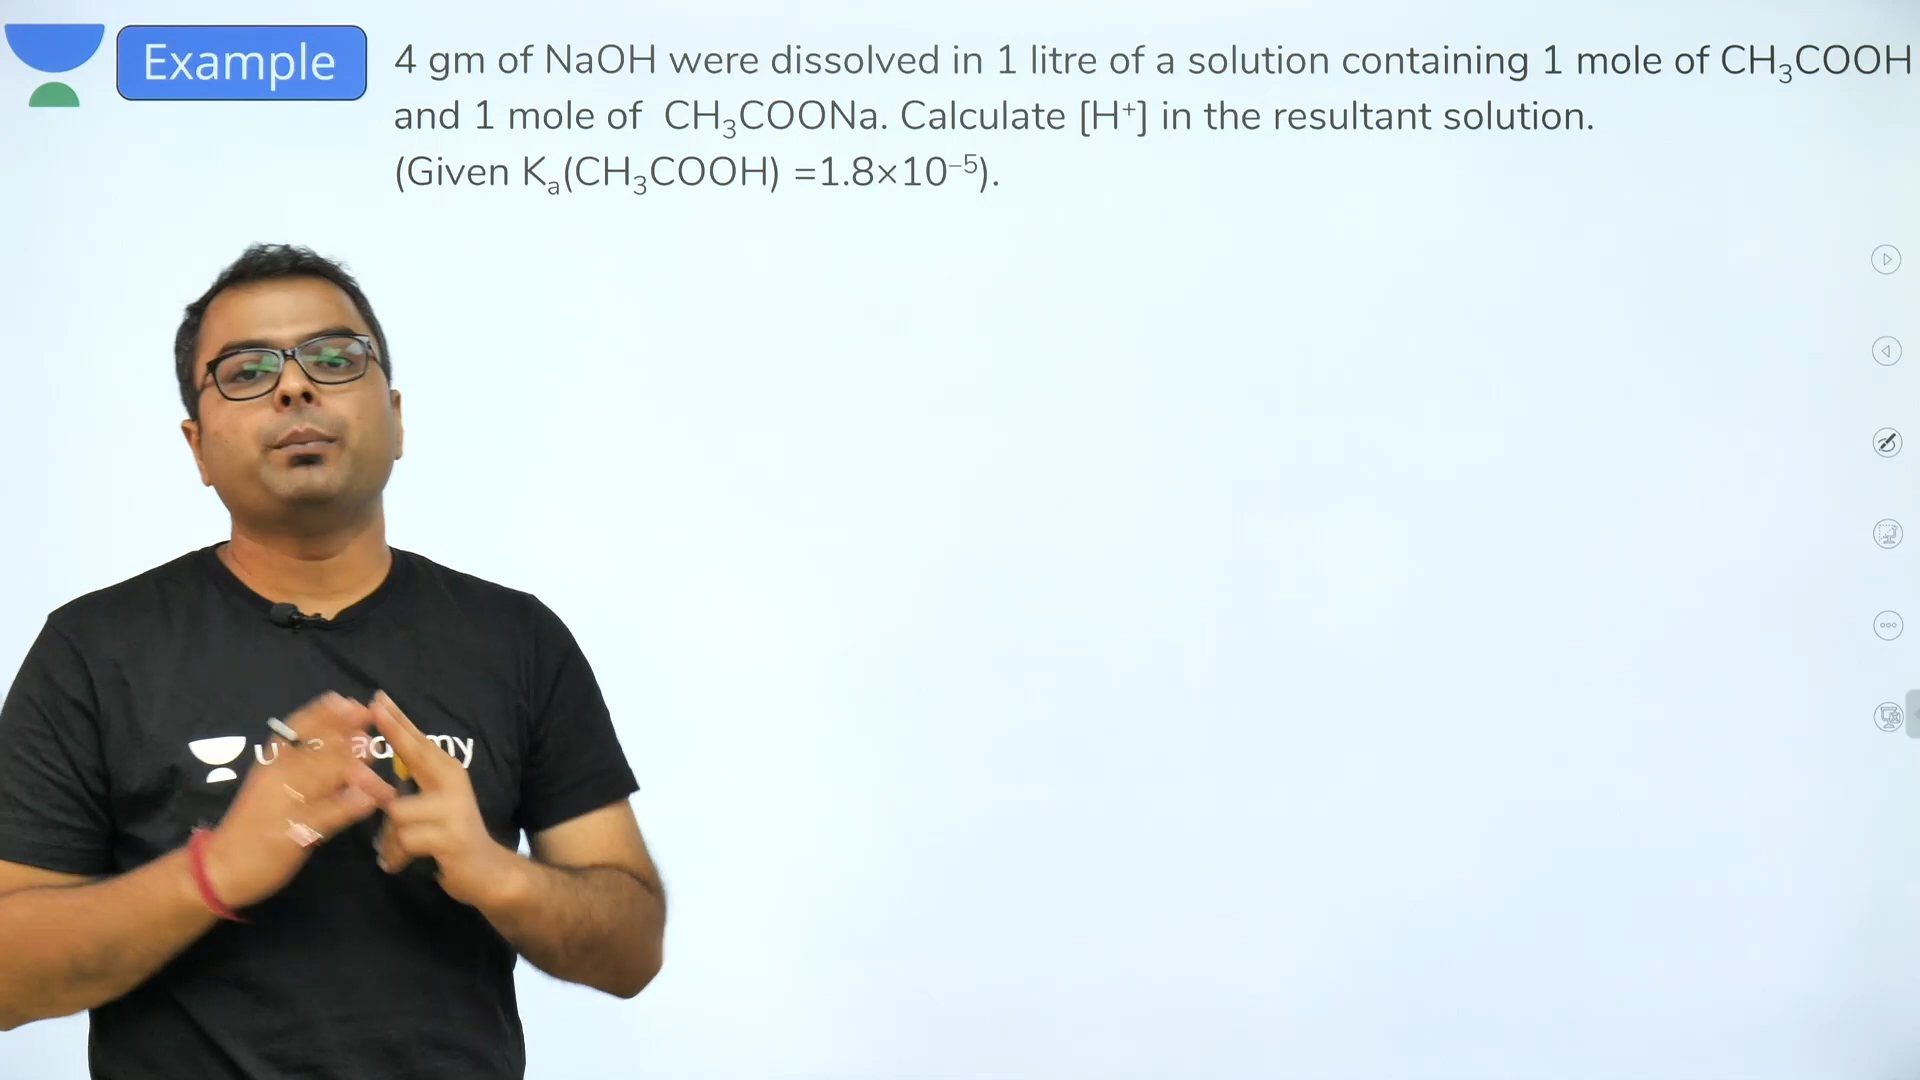 Example
4 gm of NaOH were dissolved in 1 litre of a solution containing 1 mole of CH₃COOH
and 1 mole of CH₃COONa. Calculate [H⁺] in the resultant solution.
(Given Kₐ(CH₃COOH) =1.8×10⁻⁵).